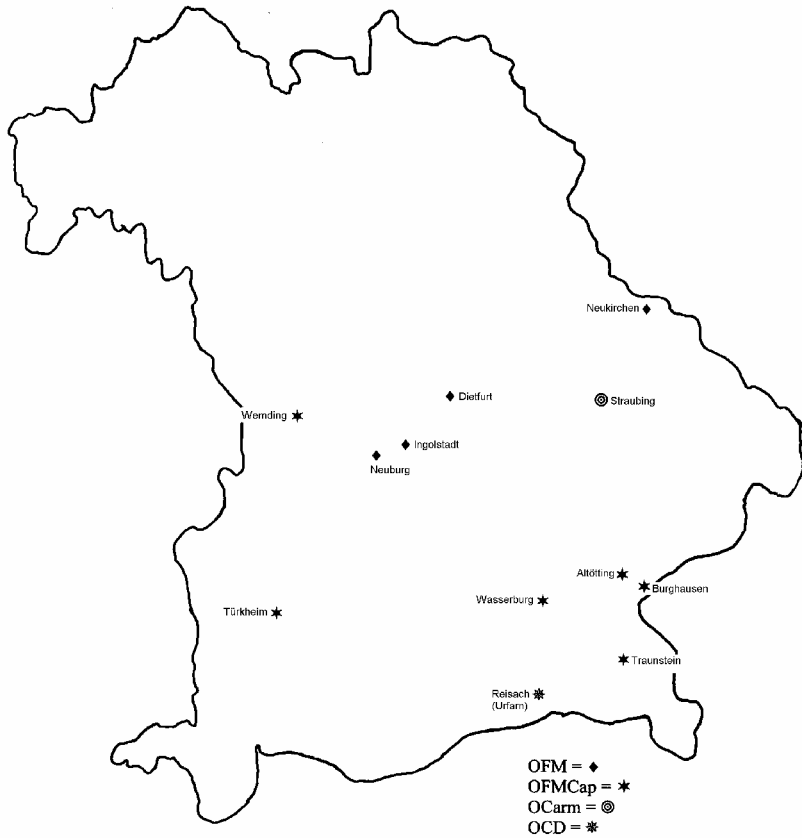 Neukirchen
Dietfurt
Straubing
Wemding
Ingolstadt
Neuburg
Altötting
Burghausen
Wasserburg
Türkheim
Traunstein
Reisach
(Urfarn)
OFM = ♦
OFMCap = ✶
OCarm = ◎
OCD = ✵